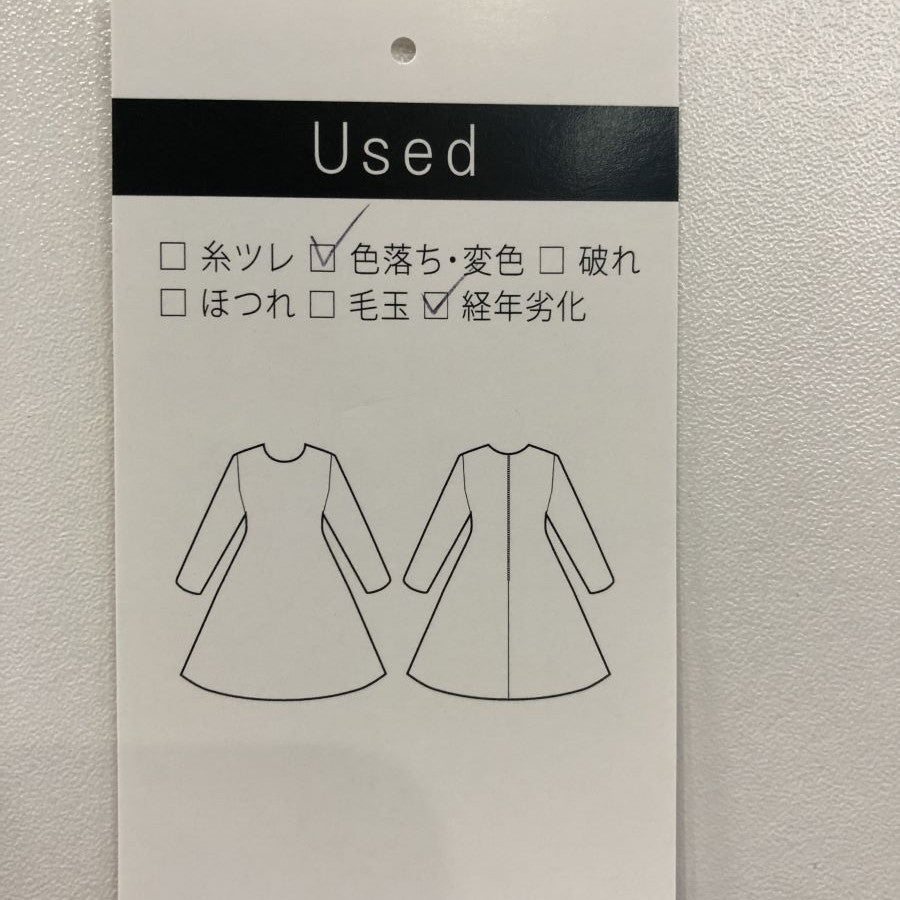 Used
□ 糸ツレ ☑ 色落ち・変色 □ 破れ
□ ほつれ □ 毛玉 ☑ 経年劣化